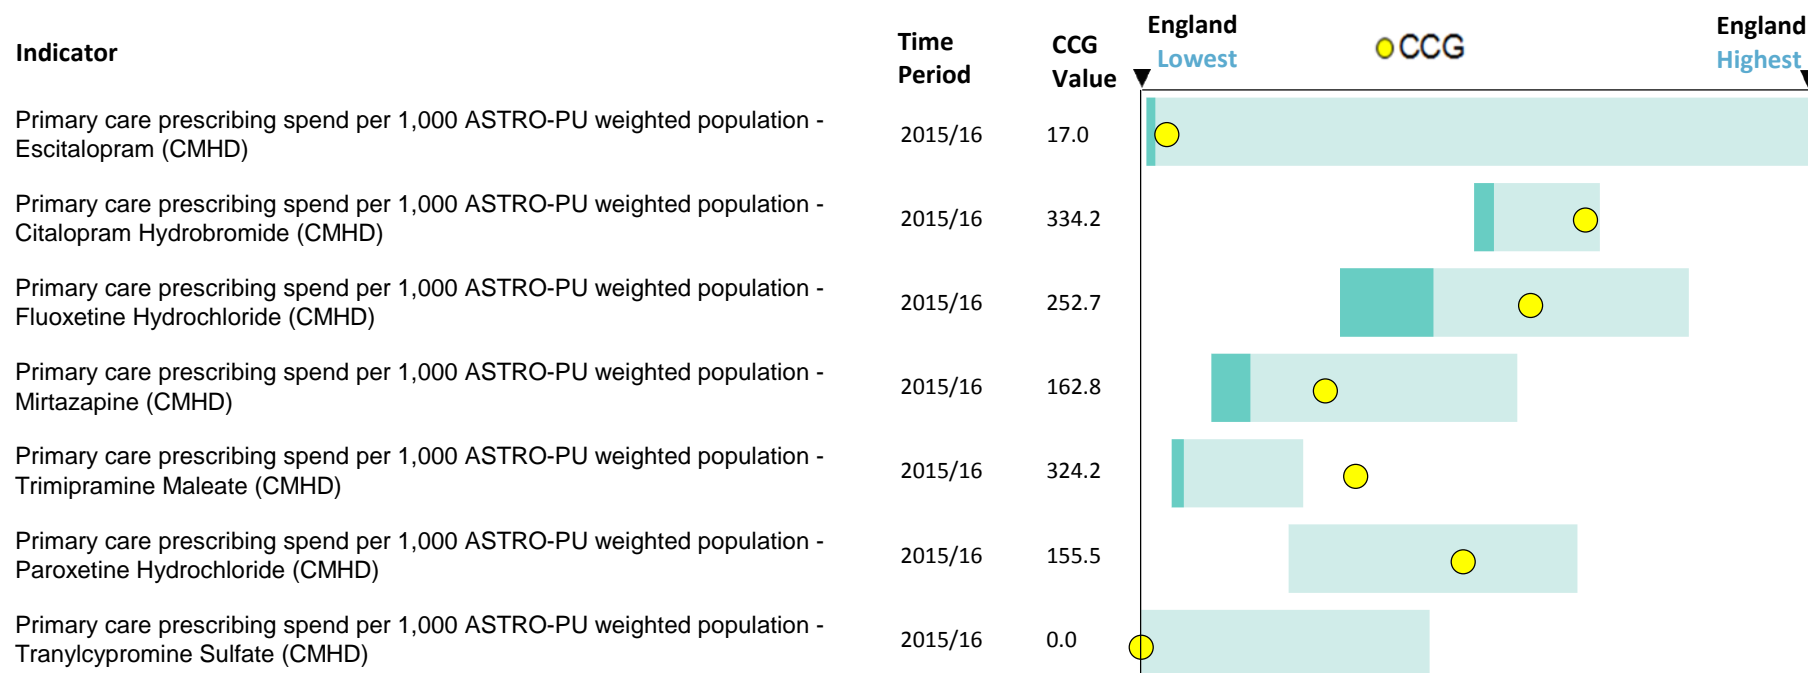 Indicator
Time Period
CCG Value
England Lowest
CCG
England Highest
Primary care prescribing spend per 1,000 ASTRO-PU weighted population -
Escitalopram (CMHD)
2015/16
17.0
Primary care prescribing spend per 1,000 ASTRO-PU weighted population -
Citalopram Hydrobromide (CMHD)
2015/16
334.2
Primary care prescribing spend per 1,000 ASTRO-PU weighted population -
Fluoxetine Hydrochloride (CMHD)
2015/16
252.7
Primary care prescribing spend per 1,000 ASTRO-PU weighted population -
Mirtazapine (CMHD)
2015/16
162.8
Primary care prescribing spend per 1,000 ASTRO-PU weighted population -
Trimipramine Maleate (CMHD)
2015/16
324.2
Primary care prescribing spend per 1,000 ASTRO-PU weighted population -
Paroxetine Hydrochloride (CMHD)
2015/16
155.5
Primary care prescribing spend per 1,000 ASTRO-PU weighted population -
Tranylcypromine Sulfate (CMHD)
2015/16
0.0